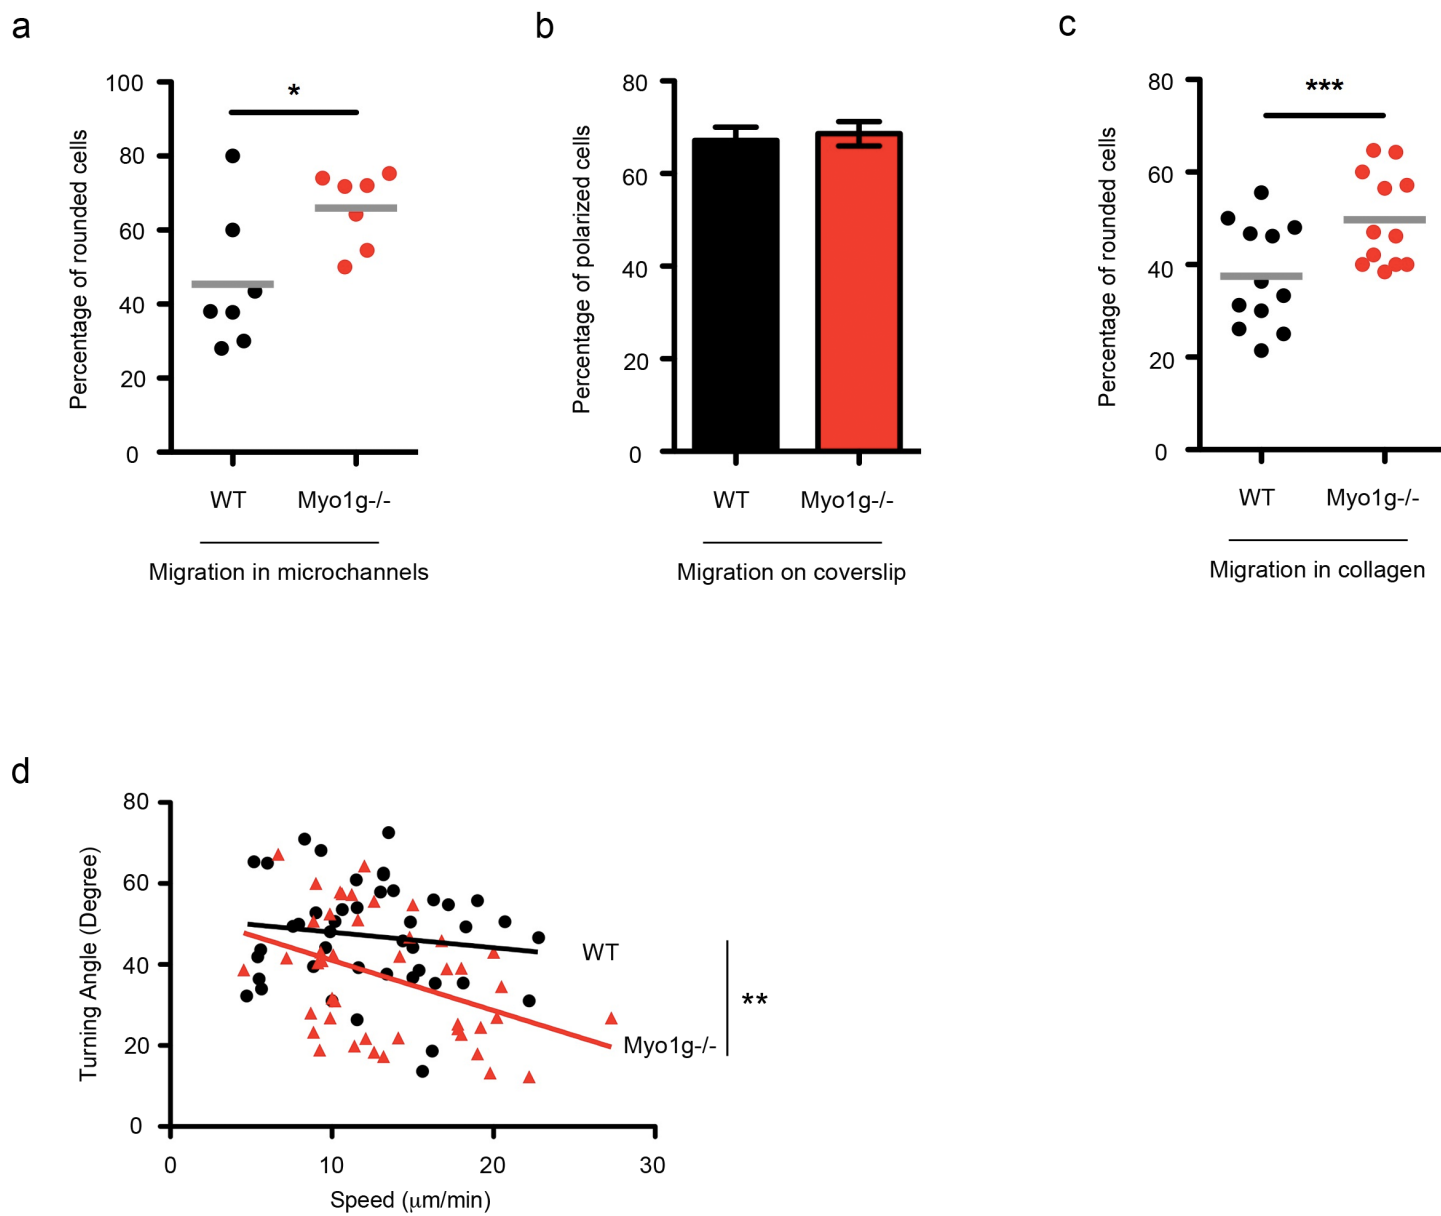 a
b
c
100
80
60
40
20
0
Percentage of rounded cells
*
WT
Myo1g-/-
Migration in microchannels
80
60
40
20
0
Percentage of polarized cells
WT
Myo1g-/-
Migration on coverslip
80
60
40
20
0
Percentage of rounded cells
***
WT
Myo1g-/-
Migration in collagen
d
80
60
40
20
0
Turning Angle (Degree)
WT
Myo1g-/-
**
0
10
20
30
Speed (μm/min)